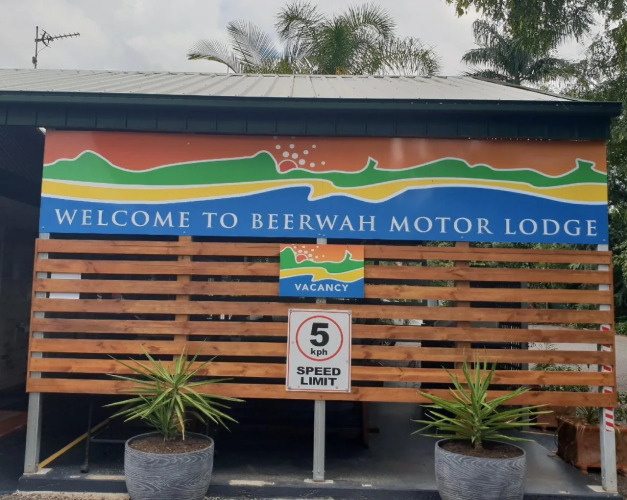 WELCOME TO BEERWAH MOTOR LODGE
VACANCY
5
kph
SPEED
LIMIT